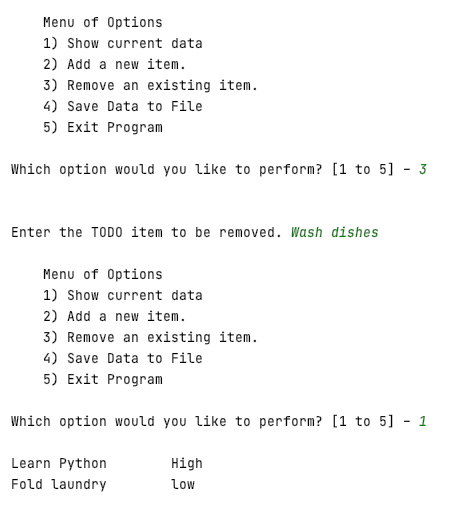 Menu of Options
1) Show current data
2) Add a new item.
3) Remove an existing item.
4) Save Data to File
5) Exit Program
Which option would you like to perform? [1 to 5] – 3
Enter the TODO item to be removed. Wash dishes
Menu of Options
1) Show current data
2) Add a new item.
3) Remove an existing item.
4) Save Data to File
5) Exit Program
Which option would you like to perform? [1 to 5] – 1
Learn Python        High
Fold laundry        low